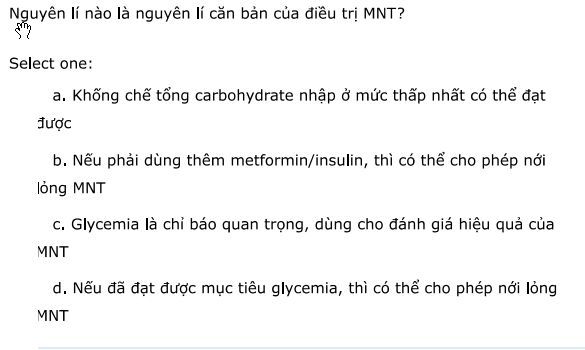 Nguyên lí nào là nguyên lí căn bản của điều trị MNT?
Select one:
a. Khống chế tổng carbohydrate nhập ở mức thấp nhất có thể đạt
được
b. Nếu phải dùng thêm metformin/insulin, thì có thể cho phép nới
lỏng MNT
c. Glycemia là chỉ báo quan trọng, dùng cho đánh giá hiệu quả của
MNT
d. Nếu đã đạt được mục tiêu glycemia, thì có thể cho phép nới lỏng
MNT